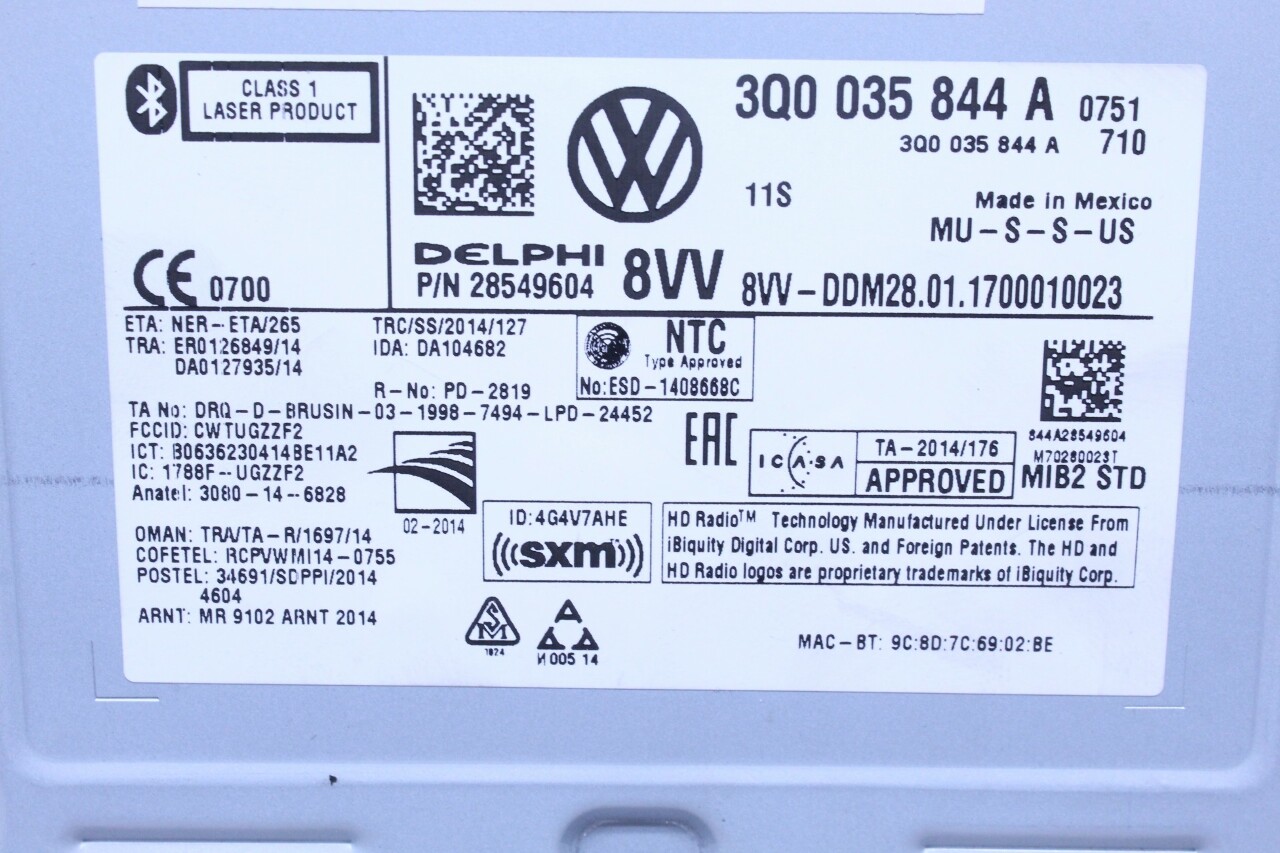 CLASS 1
LASER PRODUCT
3Q0 035 844 A 0751
3Q0 035 844 A 710
11S
Made in Mexico
MU-S-S-US
DELPHI
P/N 28549604
8VV
8VV-DDM28.01.1700010023
CE 0700
ETA: NER-ETA/265
TRA: ER0126849/14
DA0127935/14
TRC/SS/2014/127
IDA: DA104682
R-No: PD-2819
NTC
Type Approved
No:ESD-1408668C
TA No: DRQ-D-BRUSIN-03-1998-7494-LPD-24452
FCCID: CWTUGZZF2
ICT: B0636230414BE11A2
IC: 1788F-UGZZF2
Anatel: 3080-14-6828
02-2014
EAC
ICASA
TA-2014/176
APPROVED
844A28549604
M70280023T
MIB2 STD
OMAN: TRA/TA-R/1697/14
COFETEL: RCPVWMI14-0755
POSTEL: 34691/SDPPI/2014
4604
ARNT: MR 9102 ARNT 2014
ID:4G4V7AHE
(((sxm)))
HD Radio™ Technology Manufactured Under License From
iBiquity Digital Corp. US. and Foreign Patents. The HD and
HD Radio logos are proprietary trademarks of iBiquity Corp.
1024
И 005 14
MAC-BT: 9C:8D:7C:69:02:BE